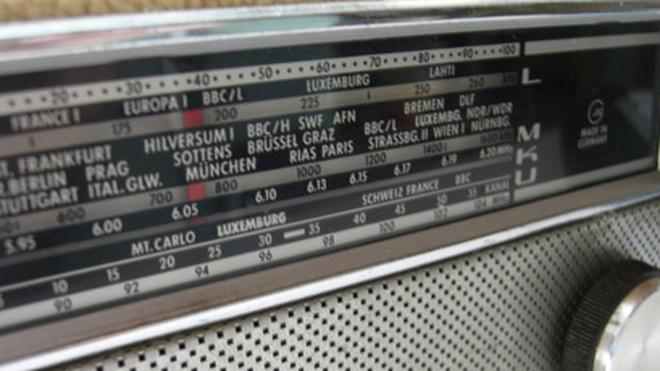 20 30 40 50 60 70 80 90 100
FRANCE I EUROPA I BBC/L LUXEMBURG LAHTI L
175 200 225 250 260
FRANKFURT HILVERSUM I BBC/H SWF AFN BREMEN DLF
BERLIN PRAG SOTTENS BRÜSSEL GRAZ BBC/L LUXEMBG. NDR/WDR M
STUTTGART ITAL.GLW. MÜNCHEN RIAS PARIS STRASSBG.II WIEN I NÜRNBG.
600 700 800 1000 1200 1400
5.95 6.00 6.05 6.10 6.13 6.15 6.17 6.19 6.20 MHz K
MT.CARLO LUXEMBURG SCHWEIZ FRANCE BBC
10 15 20 25 30 35 40 45 50 55 KANAL U
90 92 94 96 98 100 102 104 MHz
MADE IN
GERMANY